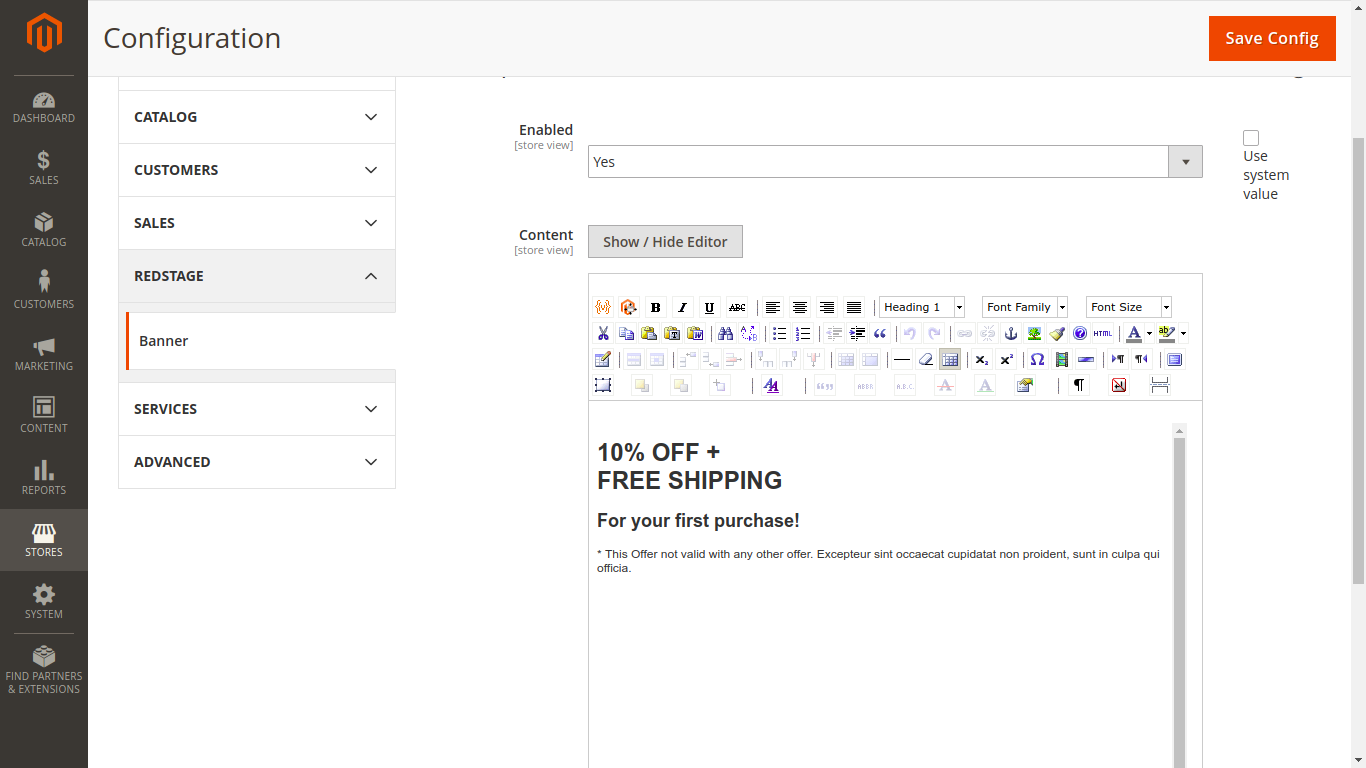 Configuration
Save Config
DASHBOARD
SALES
CATALOG
CUSTOMERS
MARKETING
CONTENT
REPORTS
STORES
SYSTEM
FIND PARTNERS
& EXTENSIONS
CATALOG
CUSTOMERS
SALES
REDSTAGE
Banner
SERVICES
ADVANCED
Enabled
[store view]
Yes
Use
system
value
Content
[store view]
Show / Hide Editor
B I U ABC Heading 1 Font Family Font Size
HTML
ABBR A.B.C.
10% OFF +
FREE SHIPPING
For your first purchase!
* This Offer not valid with any other offer. Excepteur sint occaecat cupidatat non proident, sunt in culpa qui
officia.